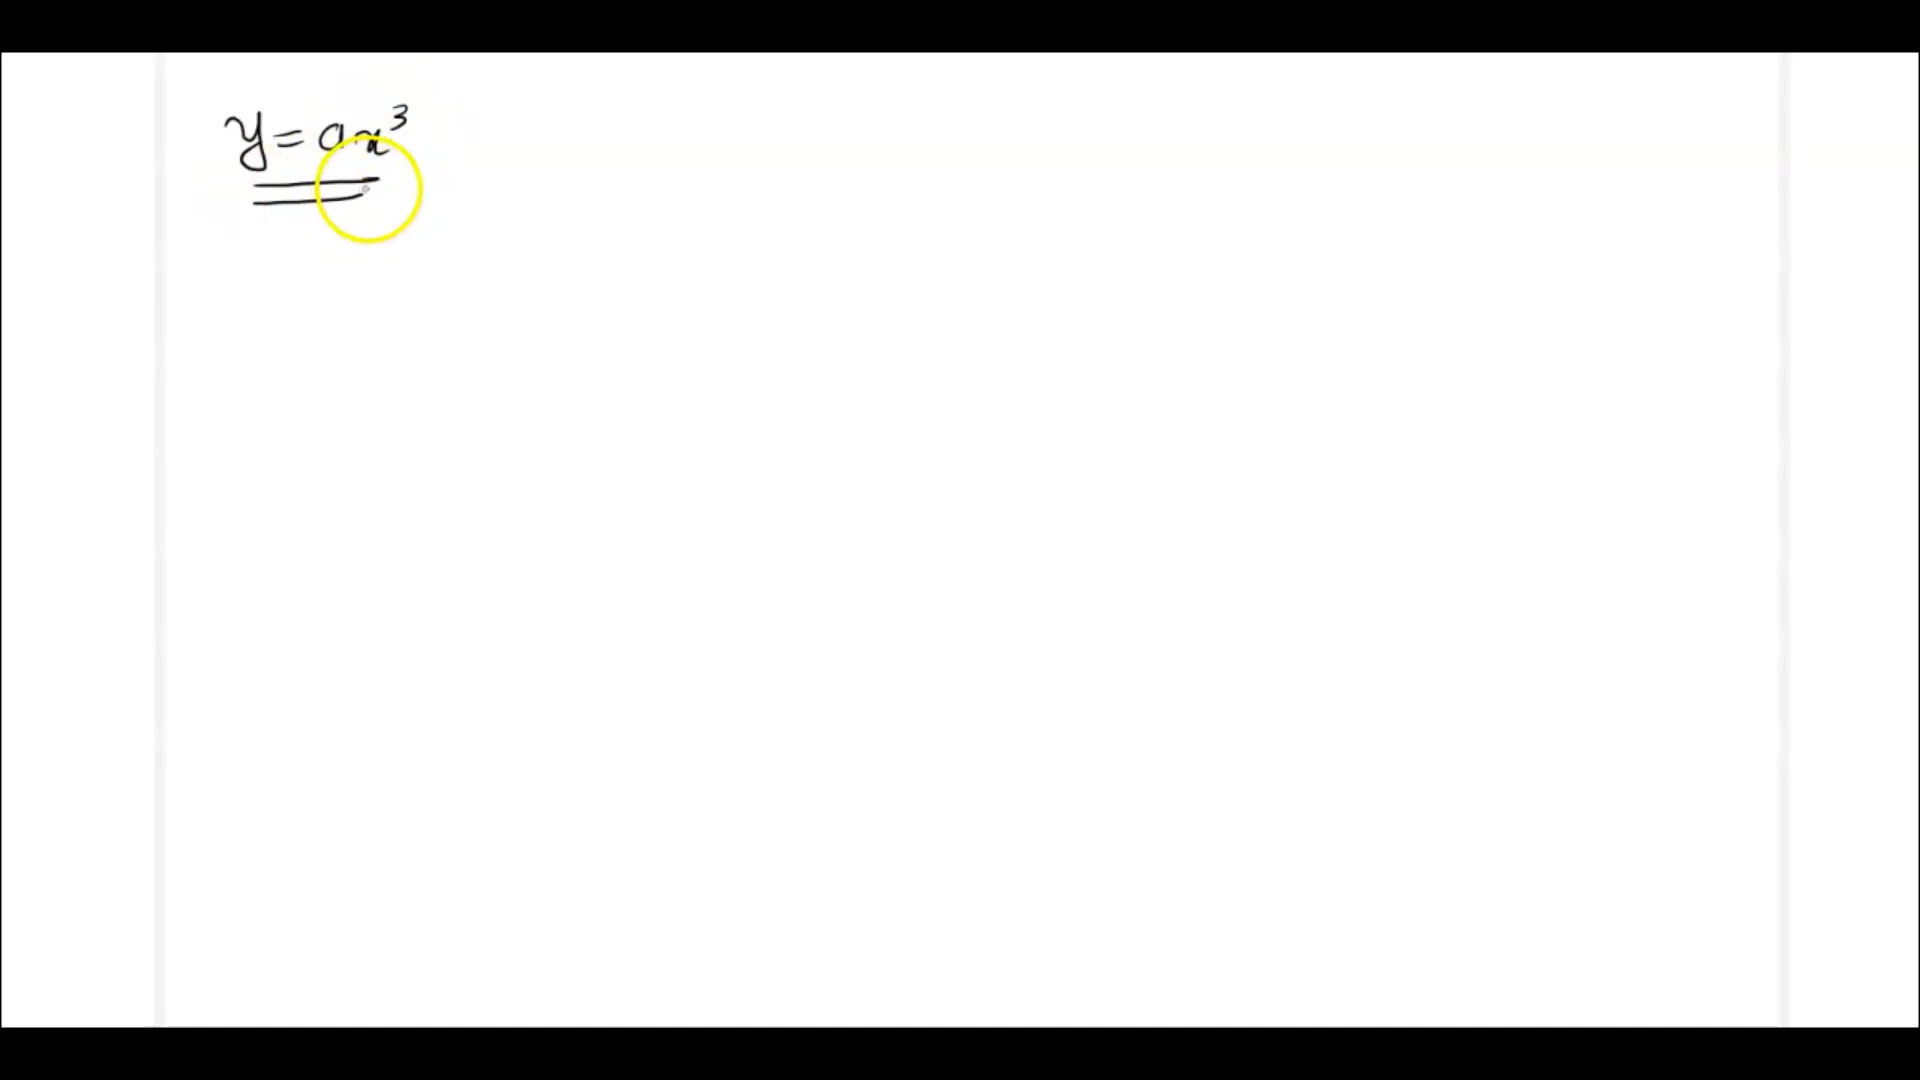 y = ax³